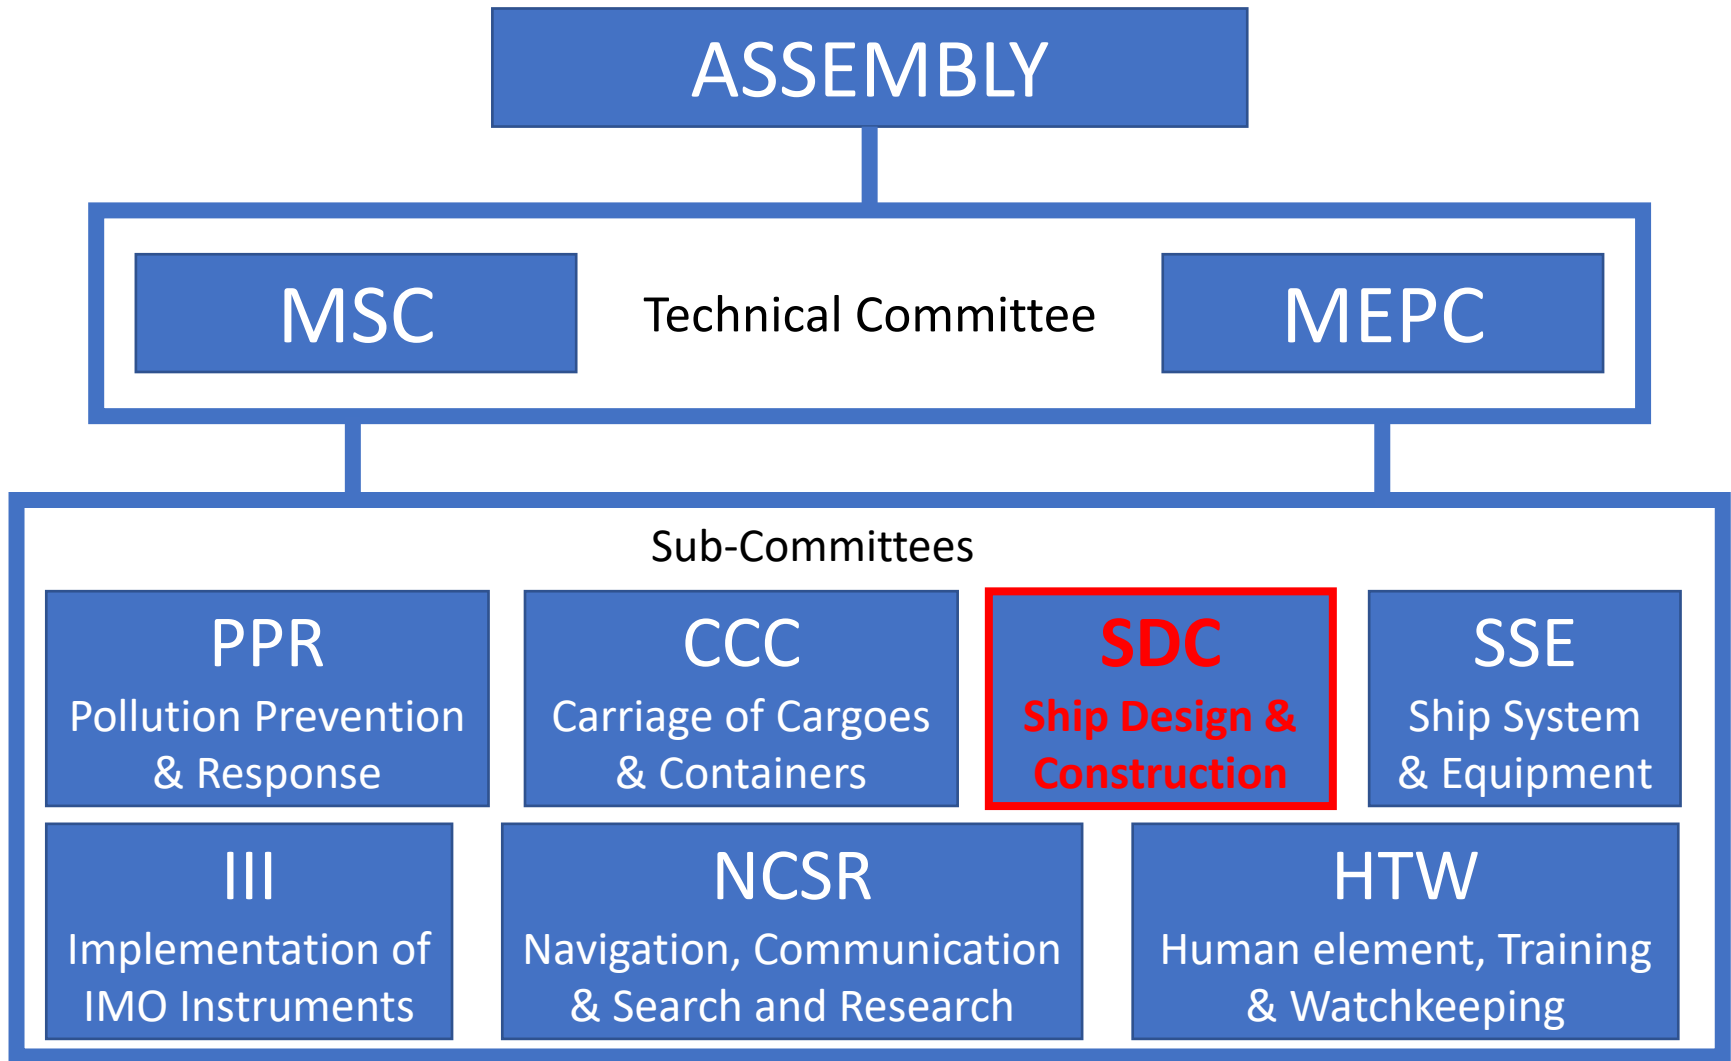 ASSEMBLY
MSC
Technical Committee
MEPC
Sub-Committees
PPR
Pollution Prevention
& Response
CCC
Carriage of Cargoes
& Containers
SDC
Ship Design &
Construction
SSE
Ship System
& Equipment
III
Implementation of
IMO Instruments
NCSR
Navigation, Communication
& Search and Research
HTW
Human element, Training
& Watchkeeping